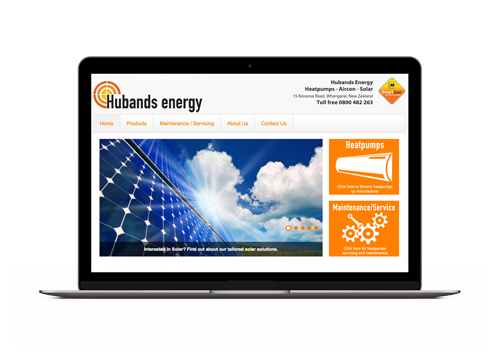 Hubands energy
Hubands Energy
Heatpumps - Aircon - Solar
15 Kioreroa Road, Whangarei, New Zealand
Toll free 0800 482 263
Home Products Maintenance / Servicing About Us Contact Us
Heatpumps
Click here to Browse heatpumps
by manufacturer
Maintenance/Service
Click here for heatpumps
servicing and maintenance
Interested in Solar? Find out about our tailored solar solutions.